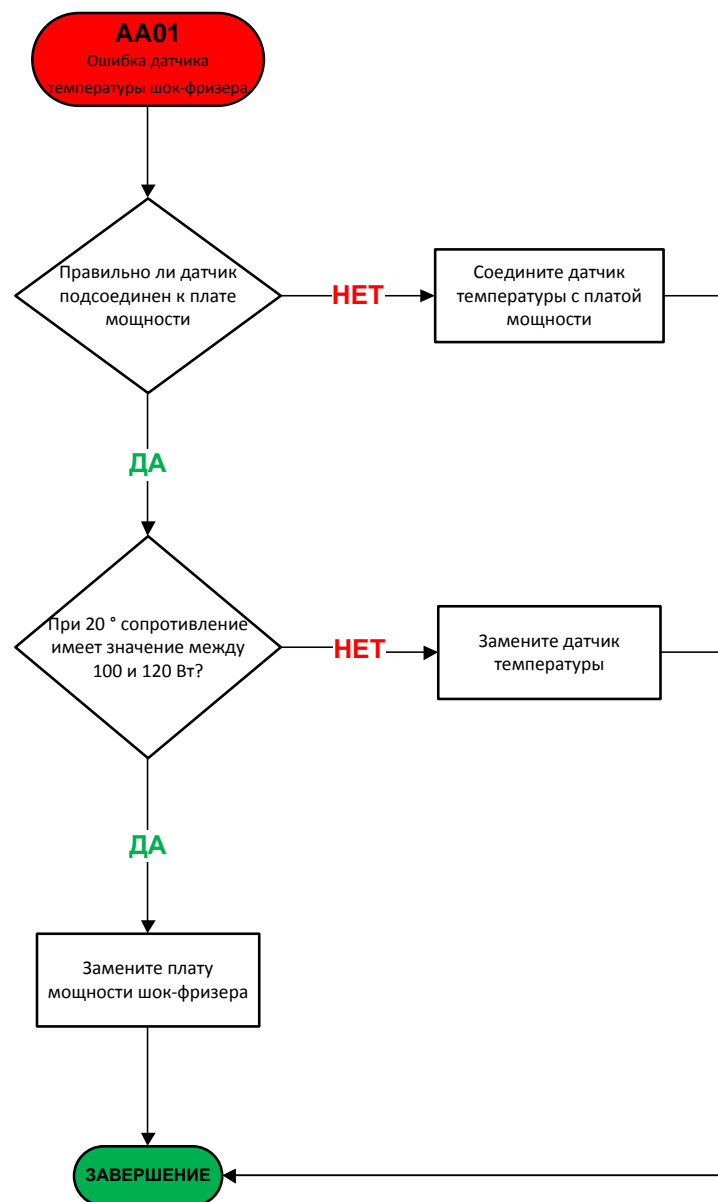 AA01
Ошибка датчика
температуры шок-фризера
Правильно ли датчик
подсоединен к плате
мощности
НЕТ
Соедините датчик
температуры с платой
мощности
ДА
При 20 ° сопротивление
имеет значение между
100 и 120 Вт?
НЕТ
Замените датчик
температуры
ДА
Замените плату
мощности шок-фризера
ЗАВЕРШЕНИЕ